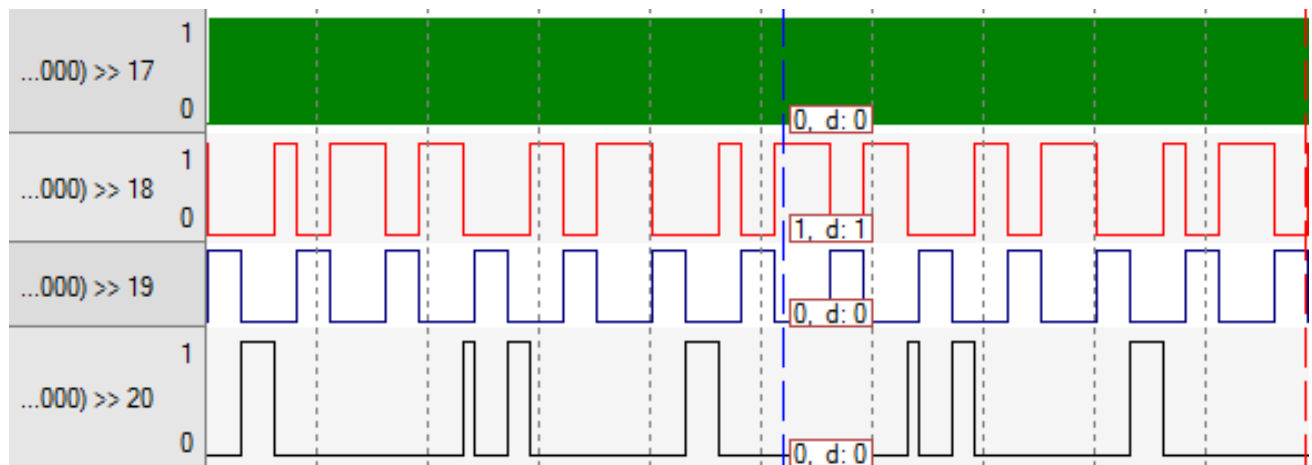 1
...000) >> 17
0
0, d: 0
1
...000) >> 18
0
1, d: 1
...000) >> 19
0, d: 0
1
...000) >> 20
0
0, d: 0